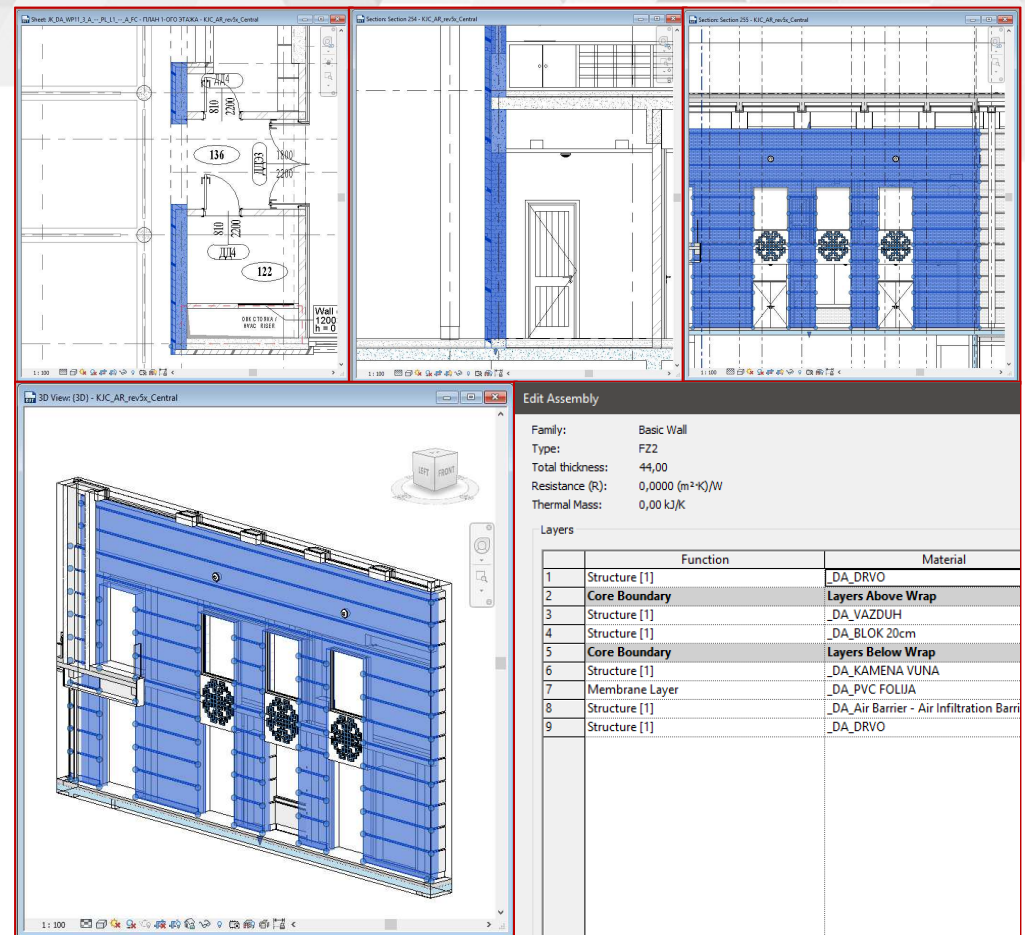 Sheet: JK_DA_WP11_3_A_--_PL_L1_--_A_FC - ПЛАН 1-ОГО ЭТАЖА - KJC_AR_rev5x_Central
ДД4
810
2200
136
ДДЭ3
1800
2200
810
2200
ДД4
122
HVAC RISER
Wall
1200
h = 0
1 : 100
Section: Section 254 - KJC_AR_rev5x_Central
1 : 100
Section: Section 255 - KJC_AR_rev5x_Central
1 : 100
3D View: {3D} - KJC_AR_rev5x_Central
LEFT
FRONT
1 : 100
Edit Assembly
Family: Basic Wall
Type: FZ2
Total thickness: 44,00
Resistance (R): 0,0000 (m²·K)/W
Thermal Mass: 0,00 kJ/K
Layers
Function Material
1 Structure [1] _DA_DRVO
2 Core Boundary Layers Above Wrap
3 Structure [1] _DA_VAZDUH
4 Structure [1] _DA_BLOK 20cm
5 Core Boundary Layers Below Wrap
6 Structure [1] _DA_KAMENA VUNA
7 Membrane Layer _DA_PVC FOLIJA
8 Structure [1] _DA_Air Barrier - Air Infiltration Barri
9 Structure [1] _DA_DRVO